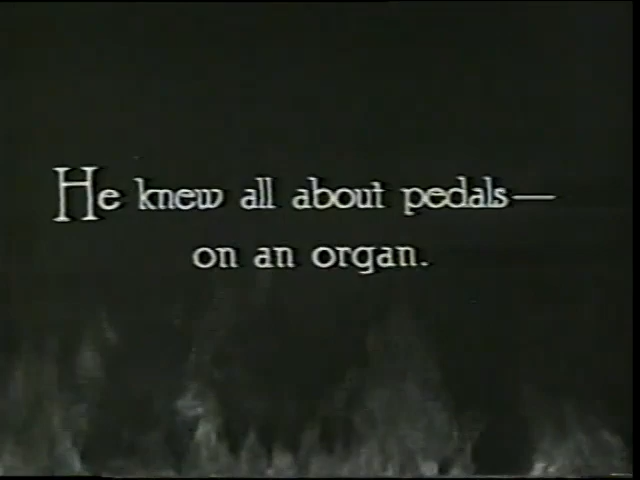 He knew all about pedals—
on an organ.